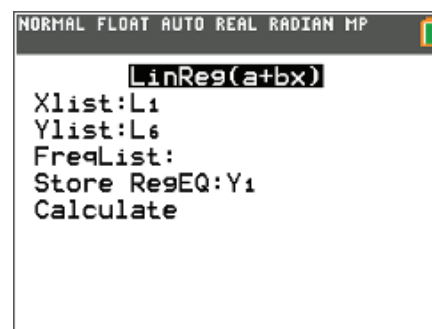 NORMAL FLOAT AUTO REAL RADIAN MP
LinReg(a+bx)
Xlist:L₁
Ylist:L₆
FreqList:
Store RegEQ:Y₁
Calculate